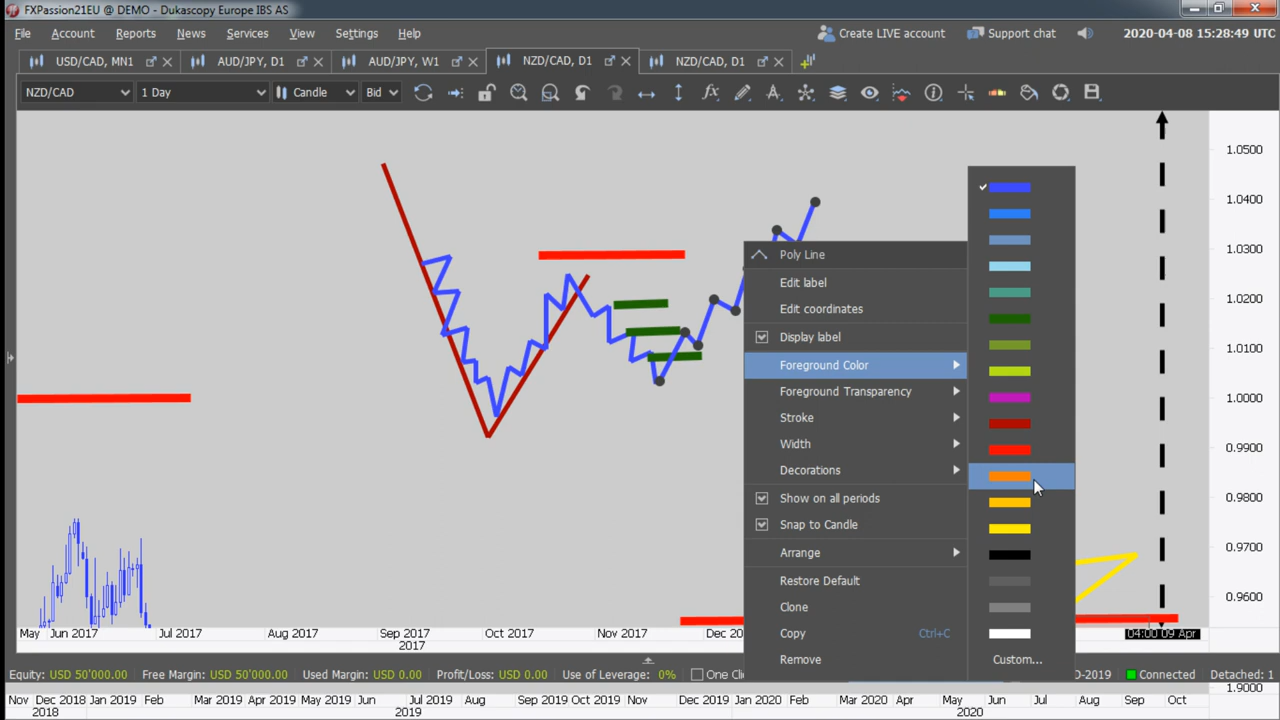 FXPassion21EU @ DEMO - Dukascopy Europe IBS AS
File Account Reports News Services View Settings Help Create LIVE account Support chat 2020-04-08 15:28:49 UTC
USD/CAD, MN1 AUD/JPY, D1 AUD/JPY, W1 NZD/CAD, D1 NZD/CAD, D1
NZD/CAD 1 Day Candle Bid
1.0500
1.0400
1.0300
1.0200
1.0100
1.0000
0.9900
0.9800
0.9700
0.9600
Poly Line
Edit label
Edit coordinates
Display label
Foreground Color
Foreground Transparency
Stroke
Width
Decorations
Show on all periods
Snap to Candle
Arrange
Restore Default
Clone
Copy Ctrl+C
Remove
Custom...
May Jun 2017 Jul 2017 Aug 2017 Sep 2017 Oct 2017 Nov 2017 Dec 04:00 09 Apr
2017
Equity: USD 50'000.00 Free Margin: USD 50'000.00 Used Margin: USD 0.00 Profit/Loss: USD 0.00 Use of Leverage: 0% One Cli D-2019 Connected Detached: 1
1.9000
Nov Dec 2018 Jan 2019 Feb Mar 2019 Apr 2019 May 2019 Jun 2019 Jul 2019 Aug Sep 2019 Oct 2019 Nov Dec 2019 Jan 2020 Feb Mar 2020 Apr May 2020 Jun Jul Aug Sep Oct
2018 2019 2020